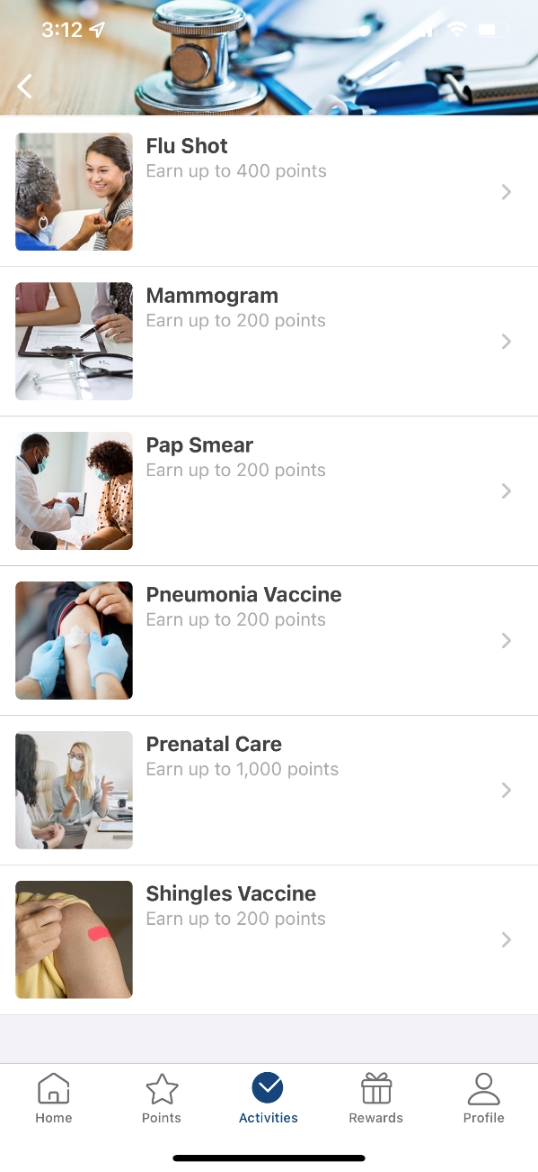 3:12
Flu Shot
Earn up to 400 points
Mammogram
Earn up to 200 points
Pap Smear
Earn up to 200 points
Pneumonia Vaccine
Earn up to 200 points
Prenatal Care
Earn up to 1,000 points
Shingles Vaccine
Earn up to 200 points
Home
Points
Activities
Rewards
Profile